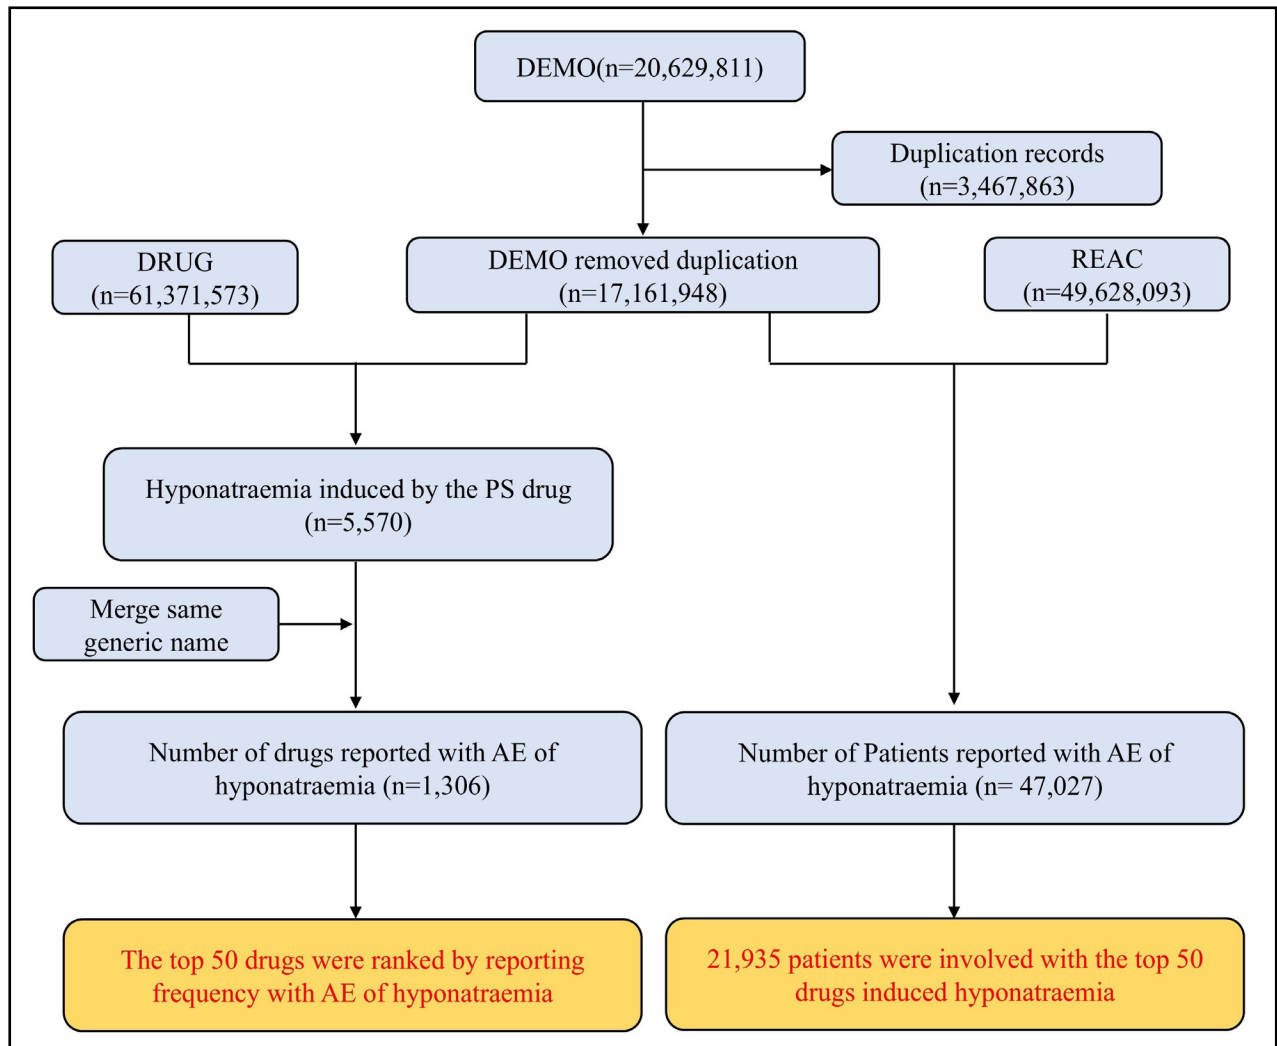 DEMO(n=20,629,811)
Duplication records
(n=3,467,863)
DRUG
(n=61,371,573)
DEMO removed duplication
(n=17,161,948)
REAC
(n=49,628,093)
Hyponatraemia induced by the PS drug
(n=5,570)
Merge same
generic name
Number of drugs reported with AE of
hyponatraemia (n=1,306)
Number of Patients reported with AE of
hyponatraemia (n= 47,027)
The top 50 drugs were ranked by reporting
frequency with AE of hyponatraemia
21,935 patients were involved with the top 50
drugs induced hyponatraemia